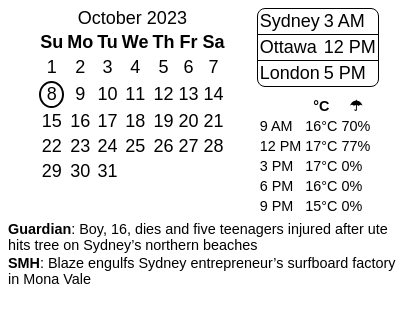 October 2023
Su Mo Tu We Th Fr Sa
1 2 3 4 5 6 7
8 9 10 11 12 13 14
15 16 17 18 19 20 21
22 23 24 25 26 27 28
29 30 31
Sydney 3 AM
Ottawa 12 PM
London 5 PM
°C ☂
9 AM 16°C 70%
12 PM 17°C 77%
3 PM 17°C 0%
6 PM 16°C 0%
9 PM 15°C 0%
Guardian: Boy, 16, dies and five teenagers injured after ute
hits tree on Sydney’s northern beaches
SMH: Blaze engulfs Sydney entrepreneur’s surfboard factory
in Mona Vale